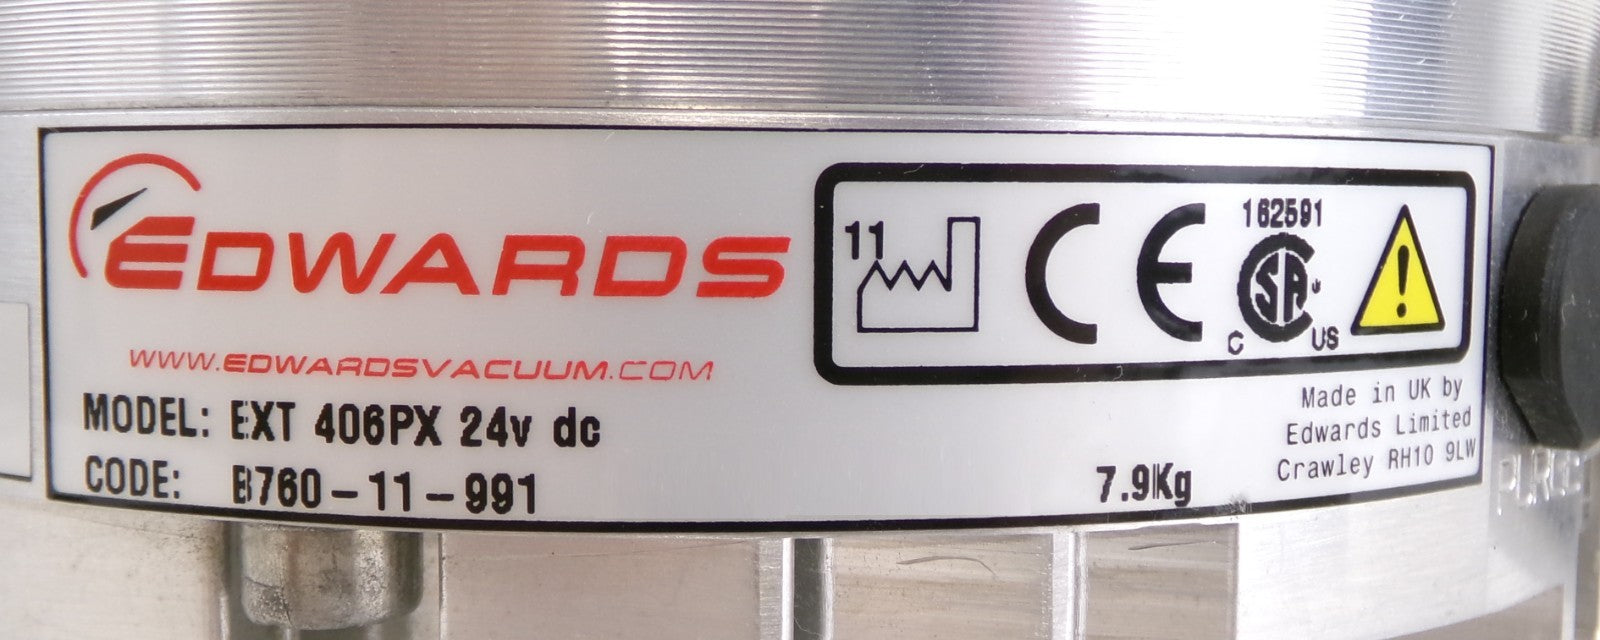 EDWARDS
WWW.EDWARDSVACUUM.COM
MODEL: EXT 406PX 24v dc
CODE: B760-11-991
7.9Kg
11
CE
162591
CSA
C US
Made in UK by
Edwards Limited
Crawley RH10 9LW